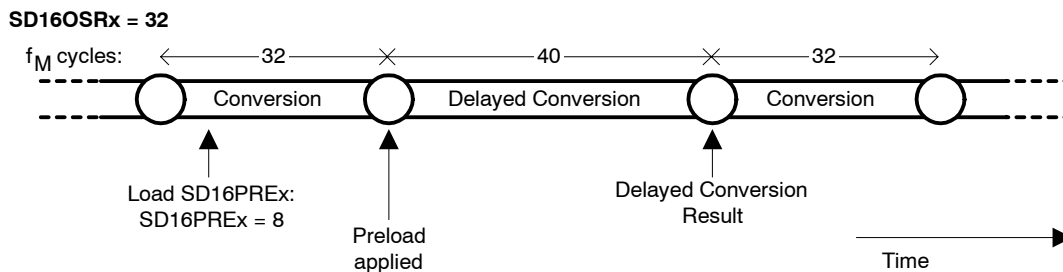 SD16OSRx = 32
fM cycles:
32
40
32
Conversion
Delayed Conversion
Conversion
Load SD16PREx:
SD16PREx = 8
Preload
applied
Delayed Conversion
Result
Time